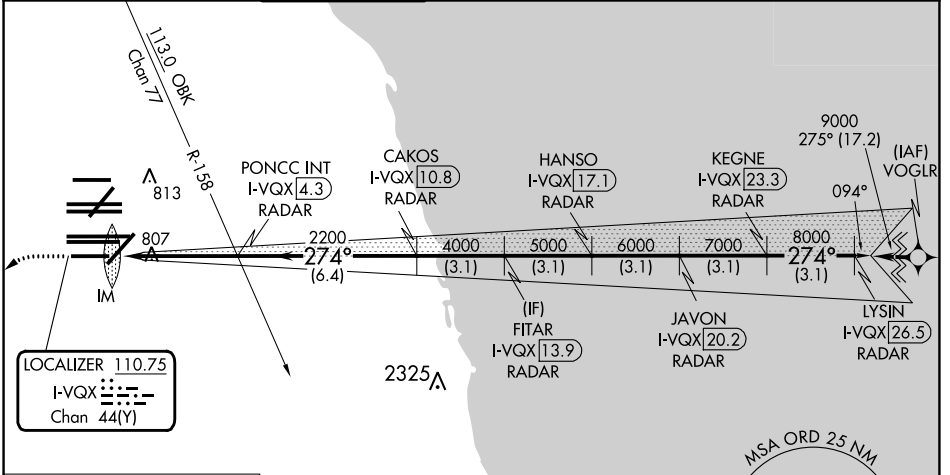 113.0 OBK
Chan 77
R-158
813
807
IM
PONCC INT
I-VQX 4.3
RADAR
CAKOS
I-VQX 10.8
RADAR
HANSO
I-VQX 17.1
RADAR
KEGNE
I-VQX 23.3
RADAR
9000
275° (17.2)
(IAF)
VOGLR
094°
2200
274°
(6.4)
4000
(3.1)
5000
(3.1)
6000
(3.1)
7000
(3.1)
8000
274°
(3.1)
(IF)
FITAR
I-VQX 13.9
RADAR
JAVON
I-VQX 20.2
RADAR
LYSIN
I-VQX 26.5
RADAR
LOCALIZER 110.75
I-VQX
Chan 44(Y)
2325
MSA ORD 25 NM